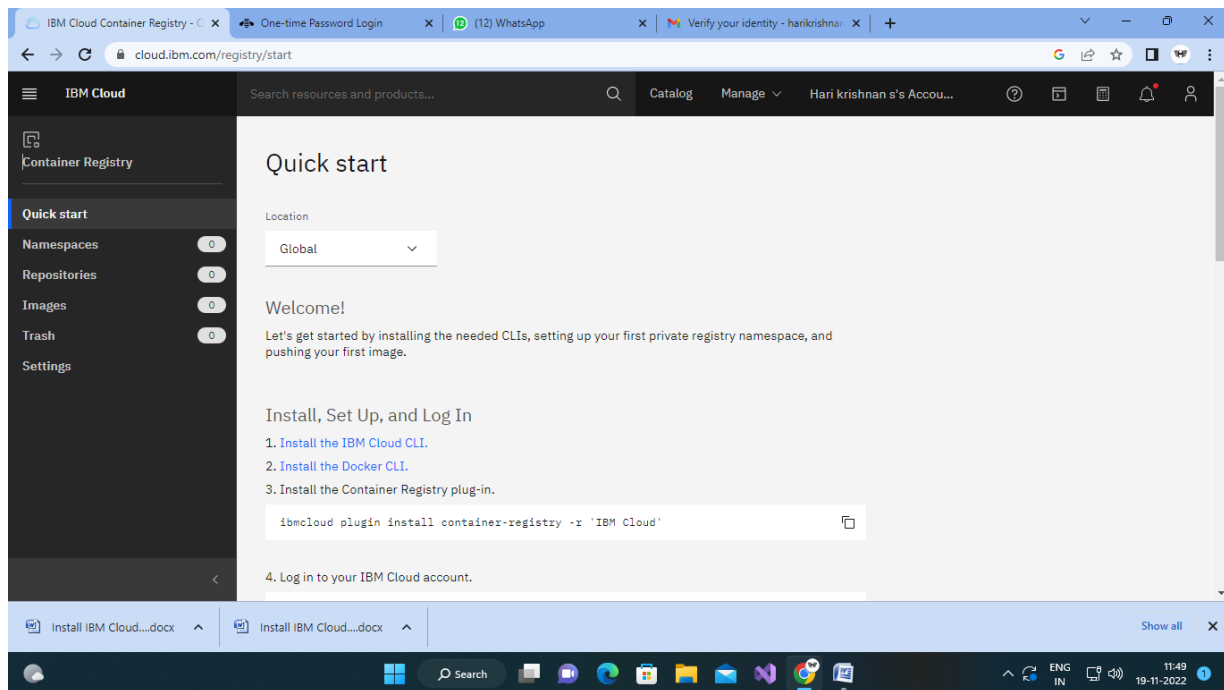 IBM Cloud Container Registry - C
One-time Password Login
(12) WhatsApp
Verify your identity - harikrishnan
cloud.ibm.com/registry/start
IBM Cloud
Search resources and products...
Catalog
Manage
Hari krishnan s's Accou...
Container Registry
Quick start
Namespaces 0
Repositories 0
Images 0
Trash 0
Settings
Quick start
Location
Global
Welcome!
Let's get started by installing the needed CLIs, setting up your first private registry namespace, and
pushing your first image.
Install, Set Up, and Log In
1. Install the IBM Cloud CLI.
2. Install the Docker CLI.
3. Install the Container Registry plug-in.
ibmcloud plugin install container-registry -r 'IBM Cloud'
4. Log in to your IBM Cloud account.
Install IBM Cloud....docx
Install IBM Cloud....docx
Show all
Search
ENG
IN
11:49
19-11-2022
1